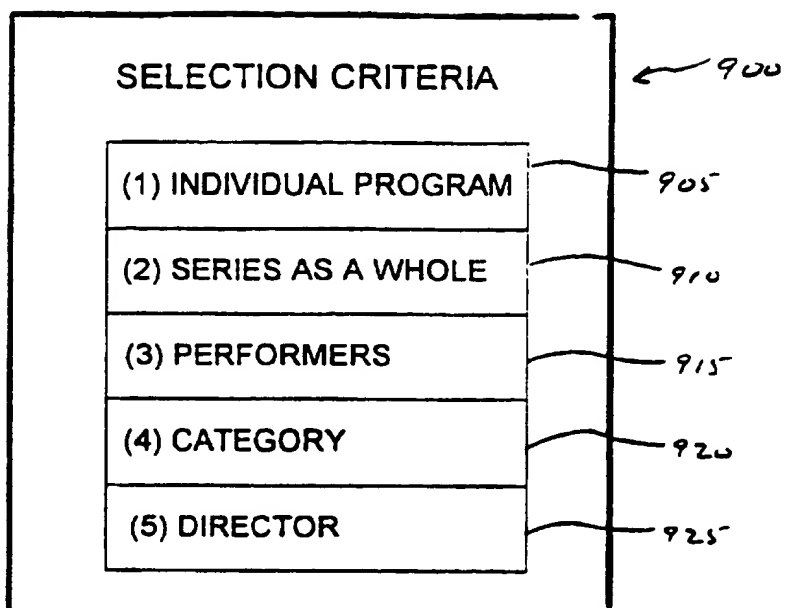 SELECTION CRITERIA
900
(1) INDIVIDUAL PROGRAM
905
(2) SERIES AS A WHOLE
910
(3) PERFORMERS
915
(4) CATEGORY
920
(5) DIRECTOR
925